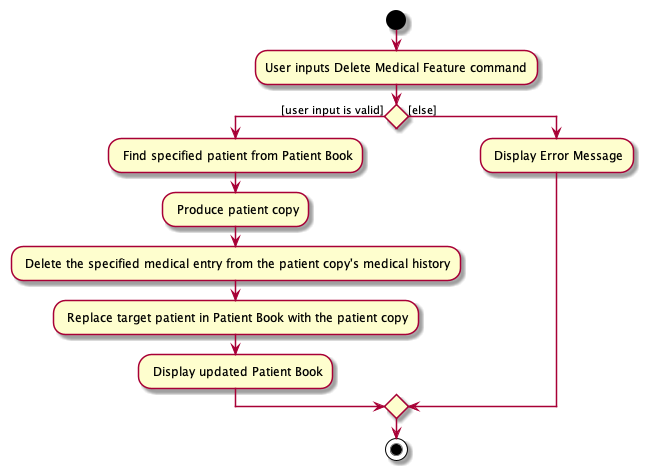 User inputs Delete Medical Feature command
[user input is valid]
[else]
Find specified patient from Patient Book
Display Error Message
Produce patient copy
Delete the specified medical entry from the patient copy's medical history
Replace target patient in Patient Book with the patient copy
Display updated Patient Book